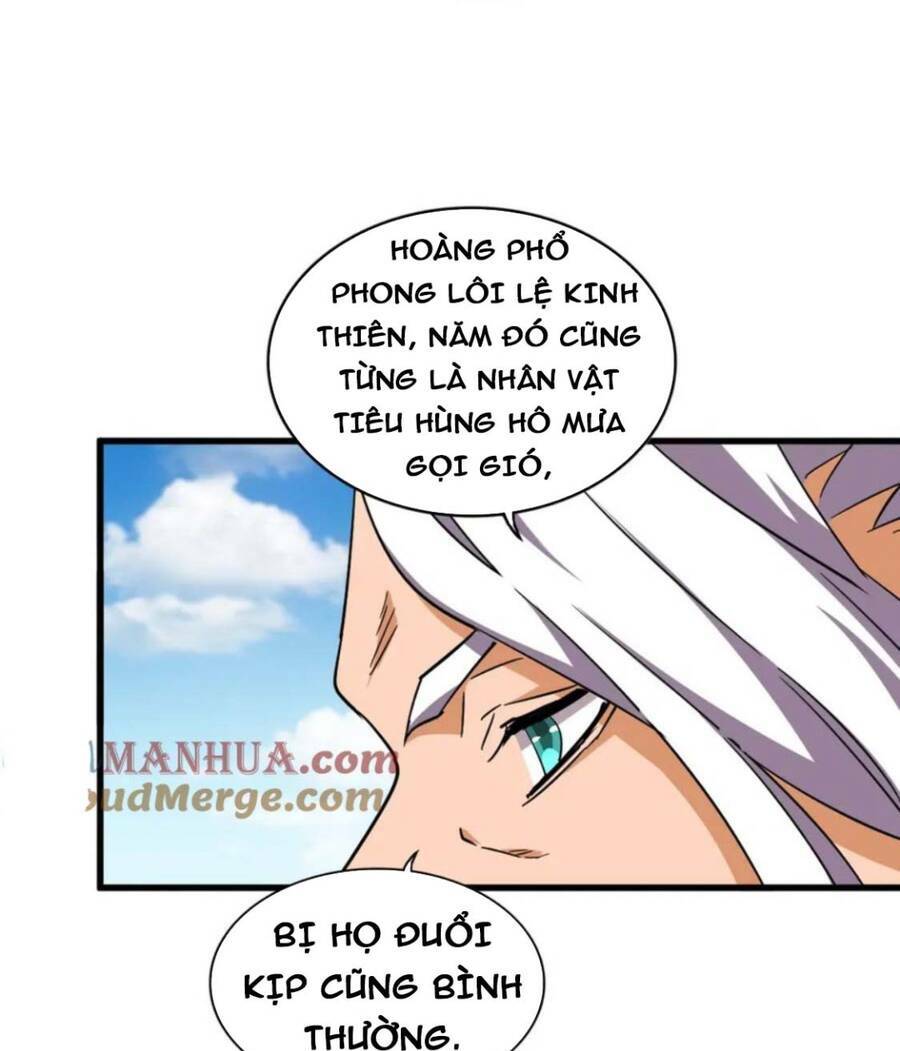 HOÀNG PHỔ
PHONG LÔI LỆ KINH
THIÊN, NĂM ĐÓ CŨNG
TỪNG LÀ NHÂN VẬT
TIÊU HÙNG HÔ MƯA
GỌI GIÓ,
MANHUA.com
oudMerge.com
BỊ HỌ ĐUỔI
KỊP CŨNG BÌNH
THƯỜNG.